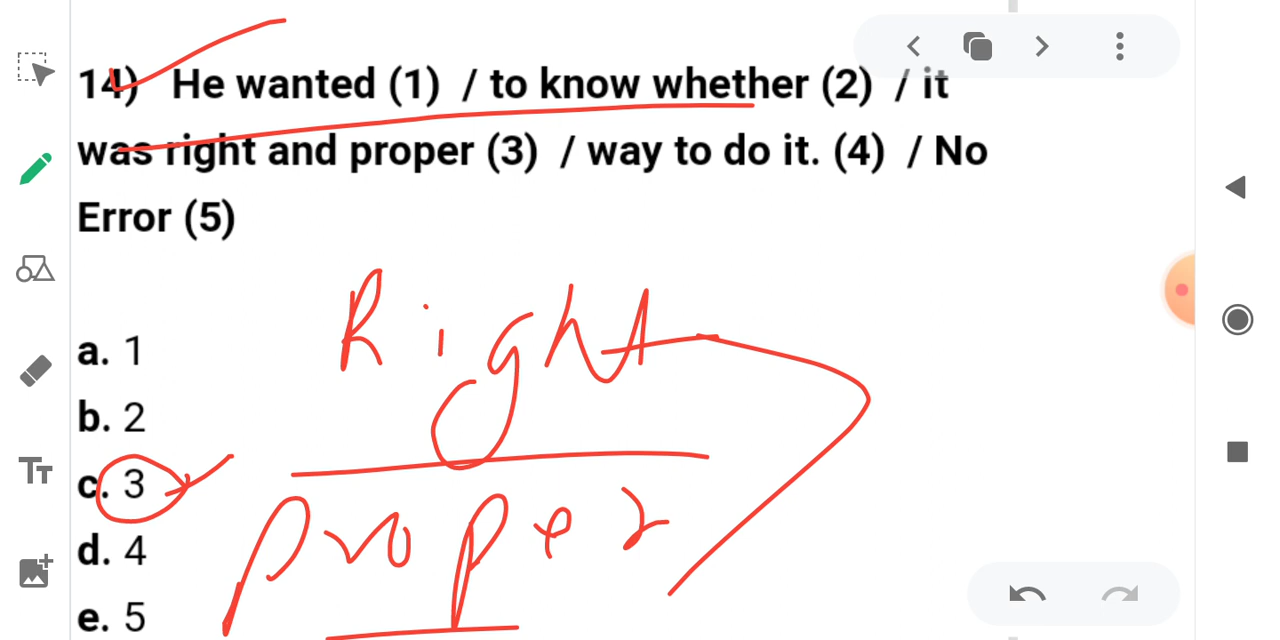 14) He wanted (1) / to know whether (2) / it
was right and proper (3) / way to do it. (4) / No
Error (5)
Right
a. 1
b. 2
c. 3
proper
d. 4
e. 5